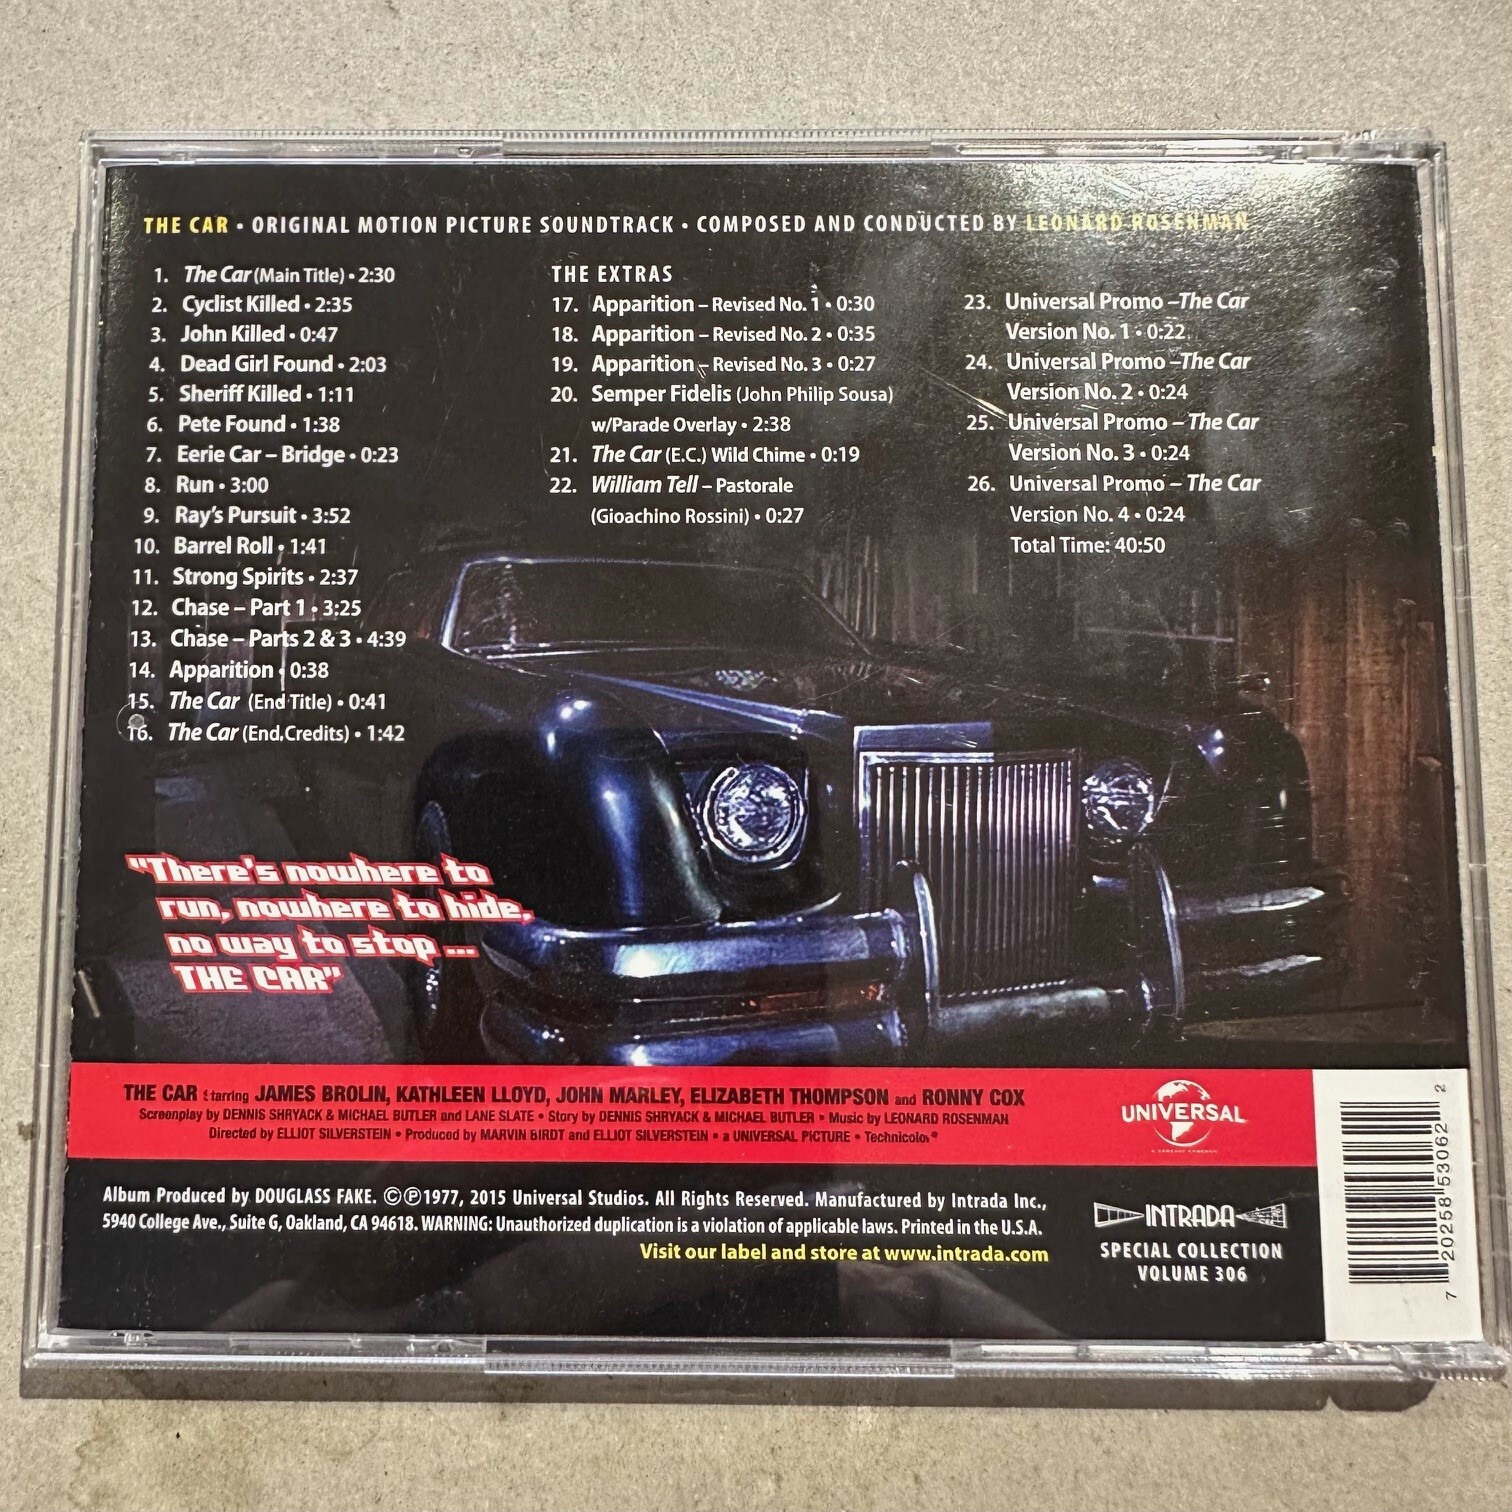 THE CAR • ORIGINAL MOTION PICTURE SOUNDTRACK • COMPOSED AND CONDUCTED BY LEONARD ROSENMAN
1. The Car (Main Title) • 2:30
2. Cyclist Killed • 2:35
3. John Killed • 0:47
4. Dead Girl Found • 2:03
5. Sheriff Killed • 1:11
6. Pete Found • 1:38
7. Eerie Car – Bridge • 0:23
8. Run • 3:00
9. Ray's Pursuit • 3:52
10. Barrel Roll • 1:41
11. Strong Spirits • 2:37
12. Chase – Part 1 • 3:25
13. Chase – Parts 2 & 3 • 4:39
14. Apparition • 0:38
15. The Car (End Title) • 0:41
16. The Car (End Credits) • 1:42
THE EXTRAS
17. Apparition – Revised No. 1 • 0:30
18. Apparition – Revised No. 2 • 0:35
19. Apparition – Revised No. 3 • 0:27
20. Semper Fidelis (John Philip Sousa)
w/Parade Overlay • 2:38
21. The Car (E.C.) Wild Chime • 0:19
22. William Tell – Pastorale
(Gioachino Rossini) • 0:27
23. Universal Promo –The Car
Version No. 1 • 0:22
24. Universal Promo –The Car
Version No. 2 • 0:24
25. Universal Promo – The Car
Version No. 3 • 0:24
26. Universal Promo – The Car
Version No. 4 • 0:24
Total Time: 40:50
"There's nowhere to
run, nowhere to hide,
no way to stop ...
THE CAR"
THE CAR Starring JAMES BROLIN, KATHLEEN LLOYD, JOHN MARLEY, ELIZABETH THOMPSON and RONNY COX
Screenplay by DENNIS SHRYACK & MICHAEL BUTLER and LANE SLATE • Story by DENNIS SHRYACK & MICHAEL BUTLER • Music by LEONARD ROSENMAN
Directed by ELLIOT SILVERSTEIN • Produced by MARVIN BIRDT and ELLIOT SILVERSTEIN • a UNIVERSAL PICTURE • Technicolor®
UNIVERSAL
Album Produced by DOUGLASS FAKE. ©℗1977, 2015 Universal Studios. All Rights Reserved. Manufactured by Intrada Inc.,
5940 College Ave., Suite G, Oakland, CA 94618. WARNING: Unauthorized duplication is a violation of applicable laws. Printed in the U.S.A.
Visit our label and store at www.intrada.com
INTRADA
SPECIAL COLLECTION
VOLUME 306
7 20258 53062 2